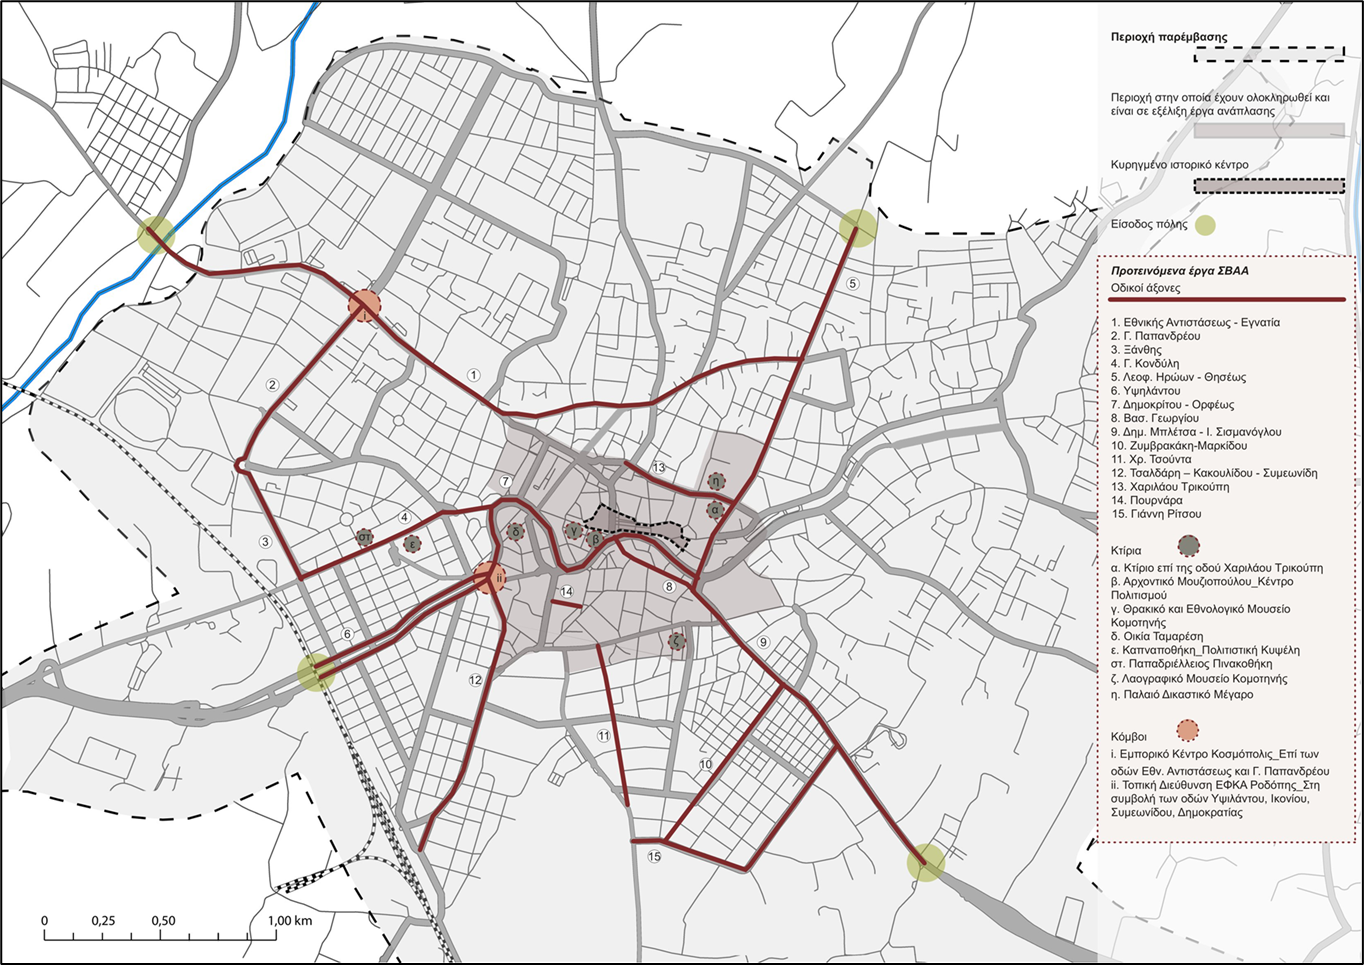 Περιοχή παρέμβασης
Περιοχή στην οποία έχουν ολοκληρωθεί και
είναι σε εξέλιξη έργα ανάπλασης
Κυρηγμένο ιστορικό κέντρο
Είσοδος πόλης
Προτεινόμενα έργα ΣΒΑΑ
Οδικοί άξονες
1. Εθνικής Αντιστάσεως - Εγνατία
2. Γ. Παπανδρέου
3. Ξάνθης
4. Γ. Κονδύλη
5. Λεοφ. Ηρώων - Θησέως
6. Υψηλάντου
7. Δημοκρίτου - Ορφέως
8. Βασ. Γεωργίου
9. Δημ. Μπλέτσα - Ι. Σισμανόγλου
10. Ζυμβρακάκη-Μαρκίδου
11. Χρ. Τσούντα
12. Τσαλδάρη – Κακουλίδου - Συμεωνίδη
13. Χαριλάου Τρικούπη
14. Πουρνάρα
15. Γιάννη Ρίτσου
Κτίρια
α. Κτίριο επί της οδού Χαριλάου Τρικούπη
β. Αρχοντικό Μουζιοπούλου_Κέντρο
Πολιτισμού
γ. Θρακικό και Εθνολογικό Μουσείο
Κομοτηνής
δ. Οικία Ταμαρέση
ε. Καπναποθήκη_Πολιτιστική Κυψέλη
στ. Παπαδριέλλειος Πινακοθήκη
ζ. Λαογραφικό Μουσείο Κομοτηνής
η. Παλαιό Δικαστικό Μέγαρο
Κόμβοι
i. Εμπορικό Κέντρο Κοσμόπολις_Επί των
οδών Εθν. Αντιστάσεως και Γ. Παπανδρέου
ii. Τοπική Διεύθυνση ΕΦΚΑ Ροδόπης_Στη
συμβολή των οδών Υψιλάντου, Ικονίου,
Συμεωνίδου, Δημοκρατίας
5
i
2
1
13
η
7
α
4
δ
γ
β
στ
ε
3
ii
8
14
6
ζ
9
12
11
10
15
0 0,25 0,50 1,00 km